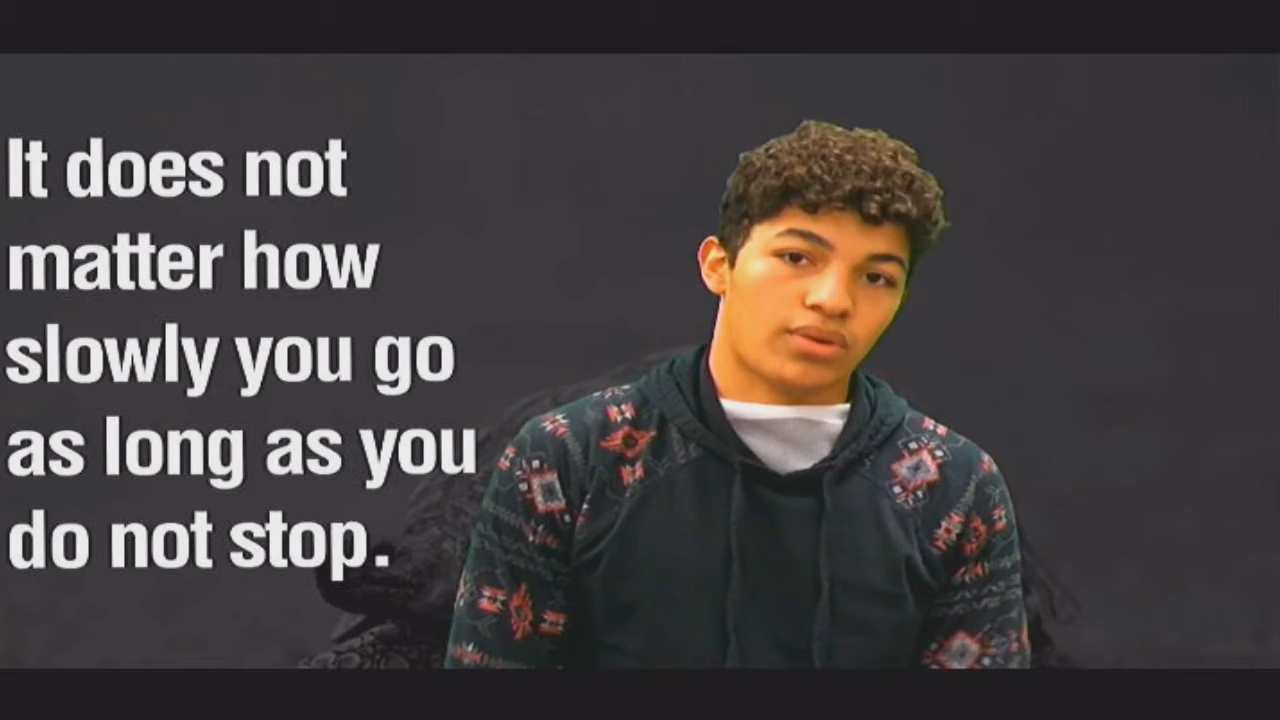 It does not
matter how
slowly you go
as long as you
do not stop.